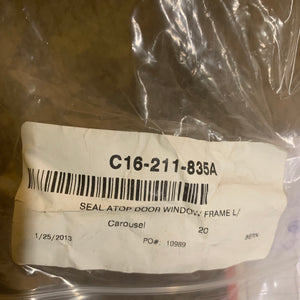 C16-211-835A
SEAL ATOP DOOR WINDOW FRAME L/
Carousel 20
1/25/2013 PO#: 10989